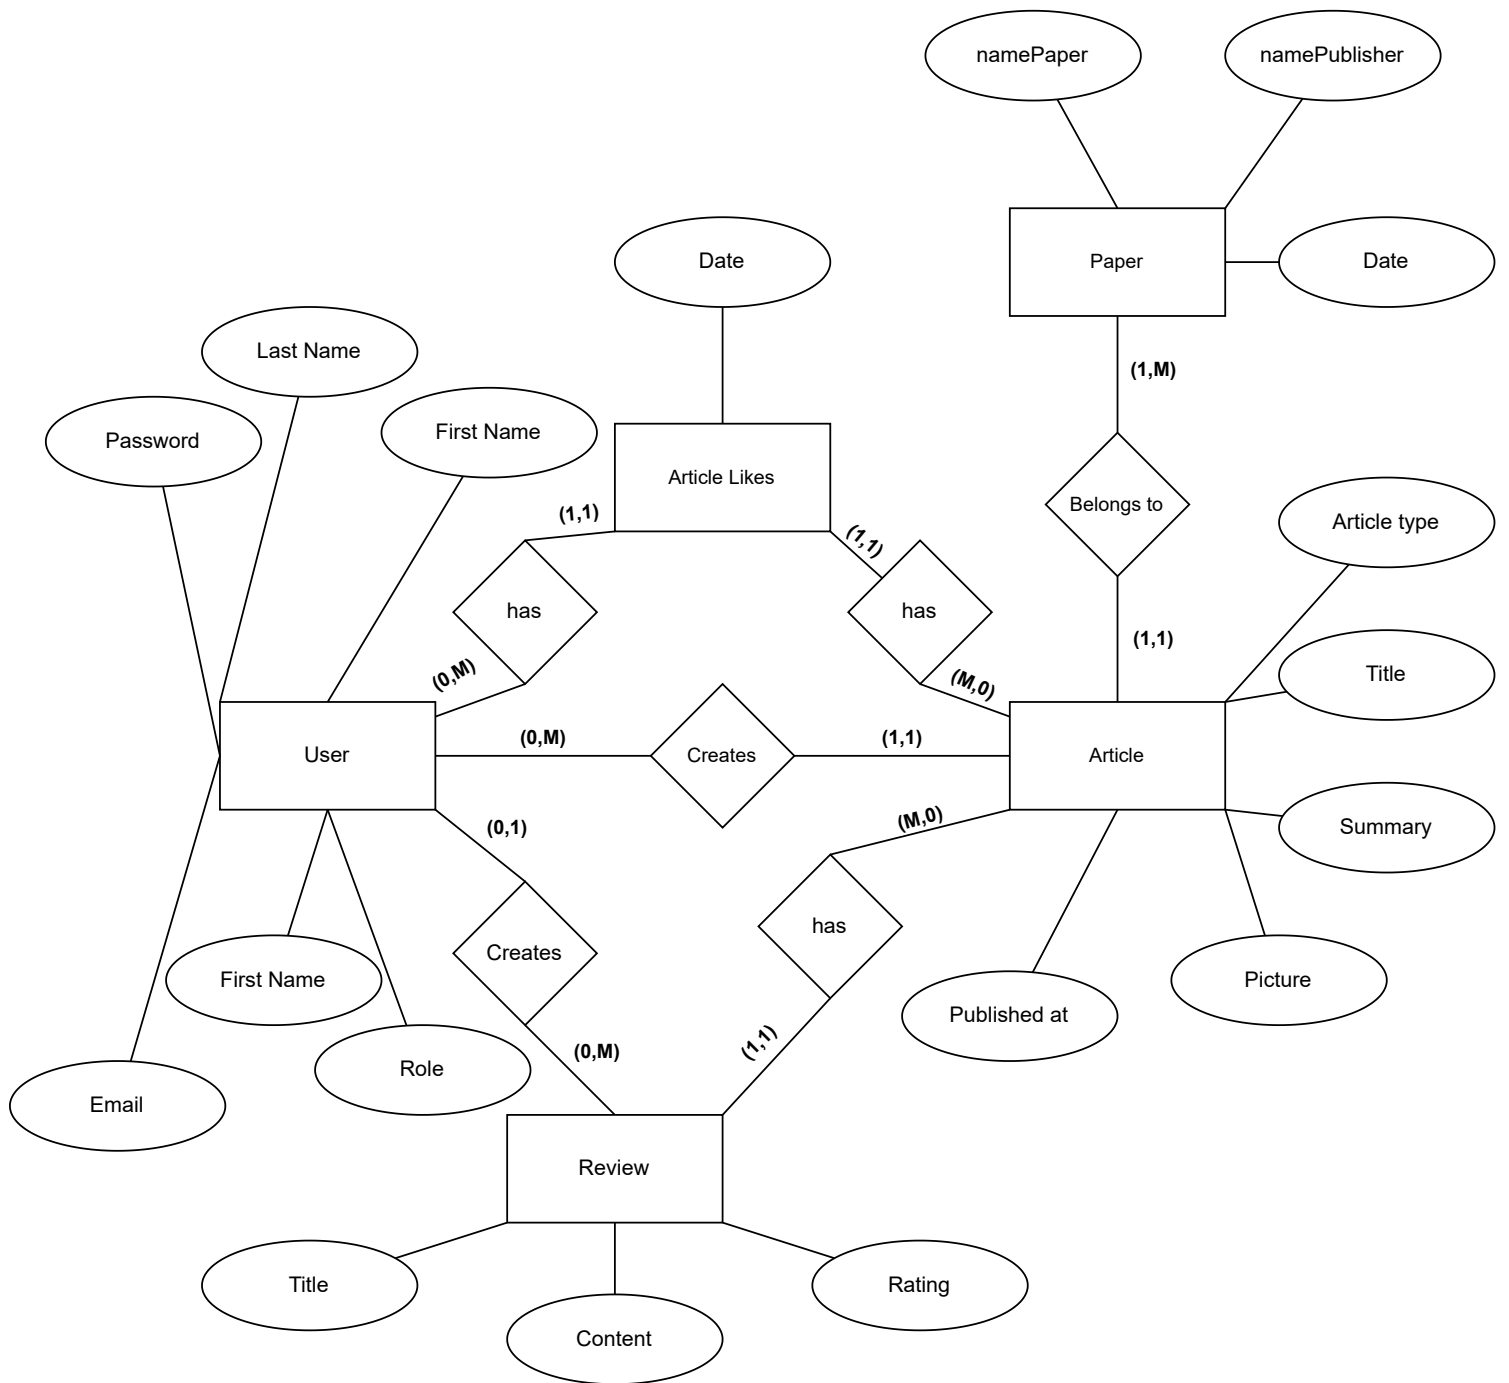 namePaper
namePublisher
Date
Paper
Date
Last Name
(1,M)
First Name
Password
Article Likes
Belongs to
Article type
(1,1)
(1,1)
has
has
(1,1)
(0,M)
(M,0)
Title
(0,M)
(1,1)
User
Creates
Article
(0,1)
(M,0)
Summary
has
Creates
First Name
Picture
Published at
(0,M)
(1,1)
Role
Email
Review
Title
Rating
Content